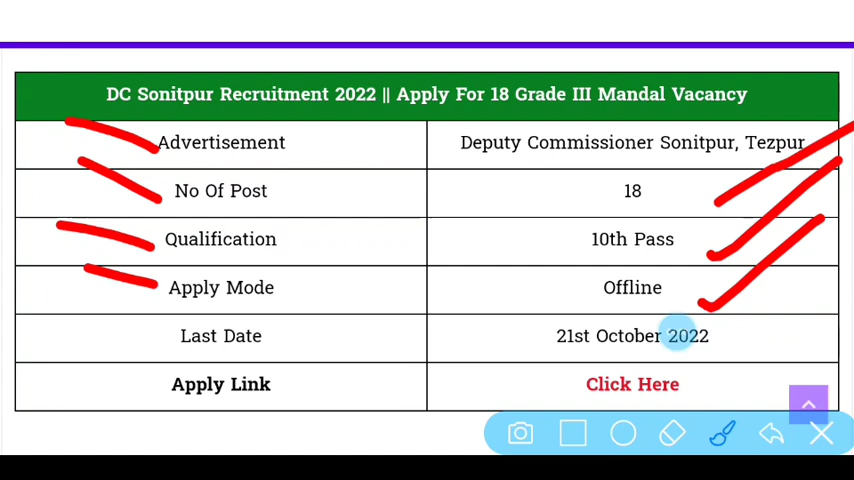 DC Sonitpur Recruitment 2022 || Apply For 18 Grade III Mandal Vacancy
Advertisement Deputy Commissioner Sonitpur, Tezpur
No Of Post 18
Qualification 10th Pass
Apply Mode Offline
Last Date 21st October 2022
Apply Link Click Here